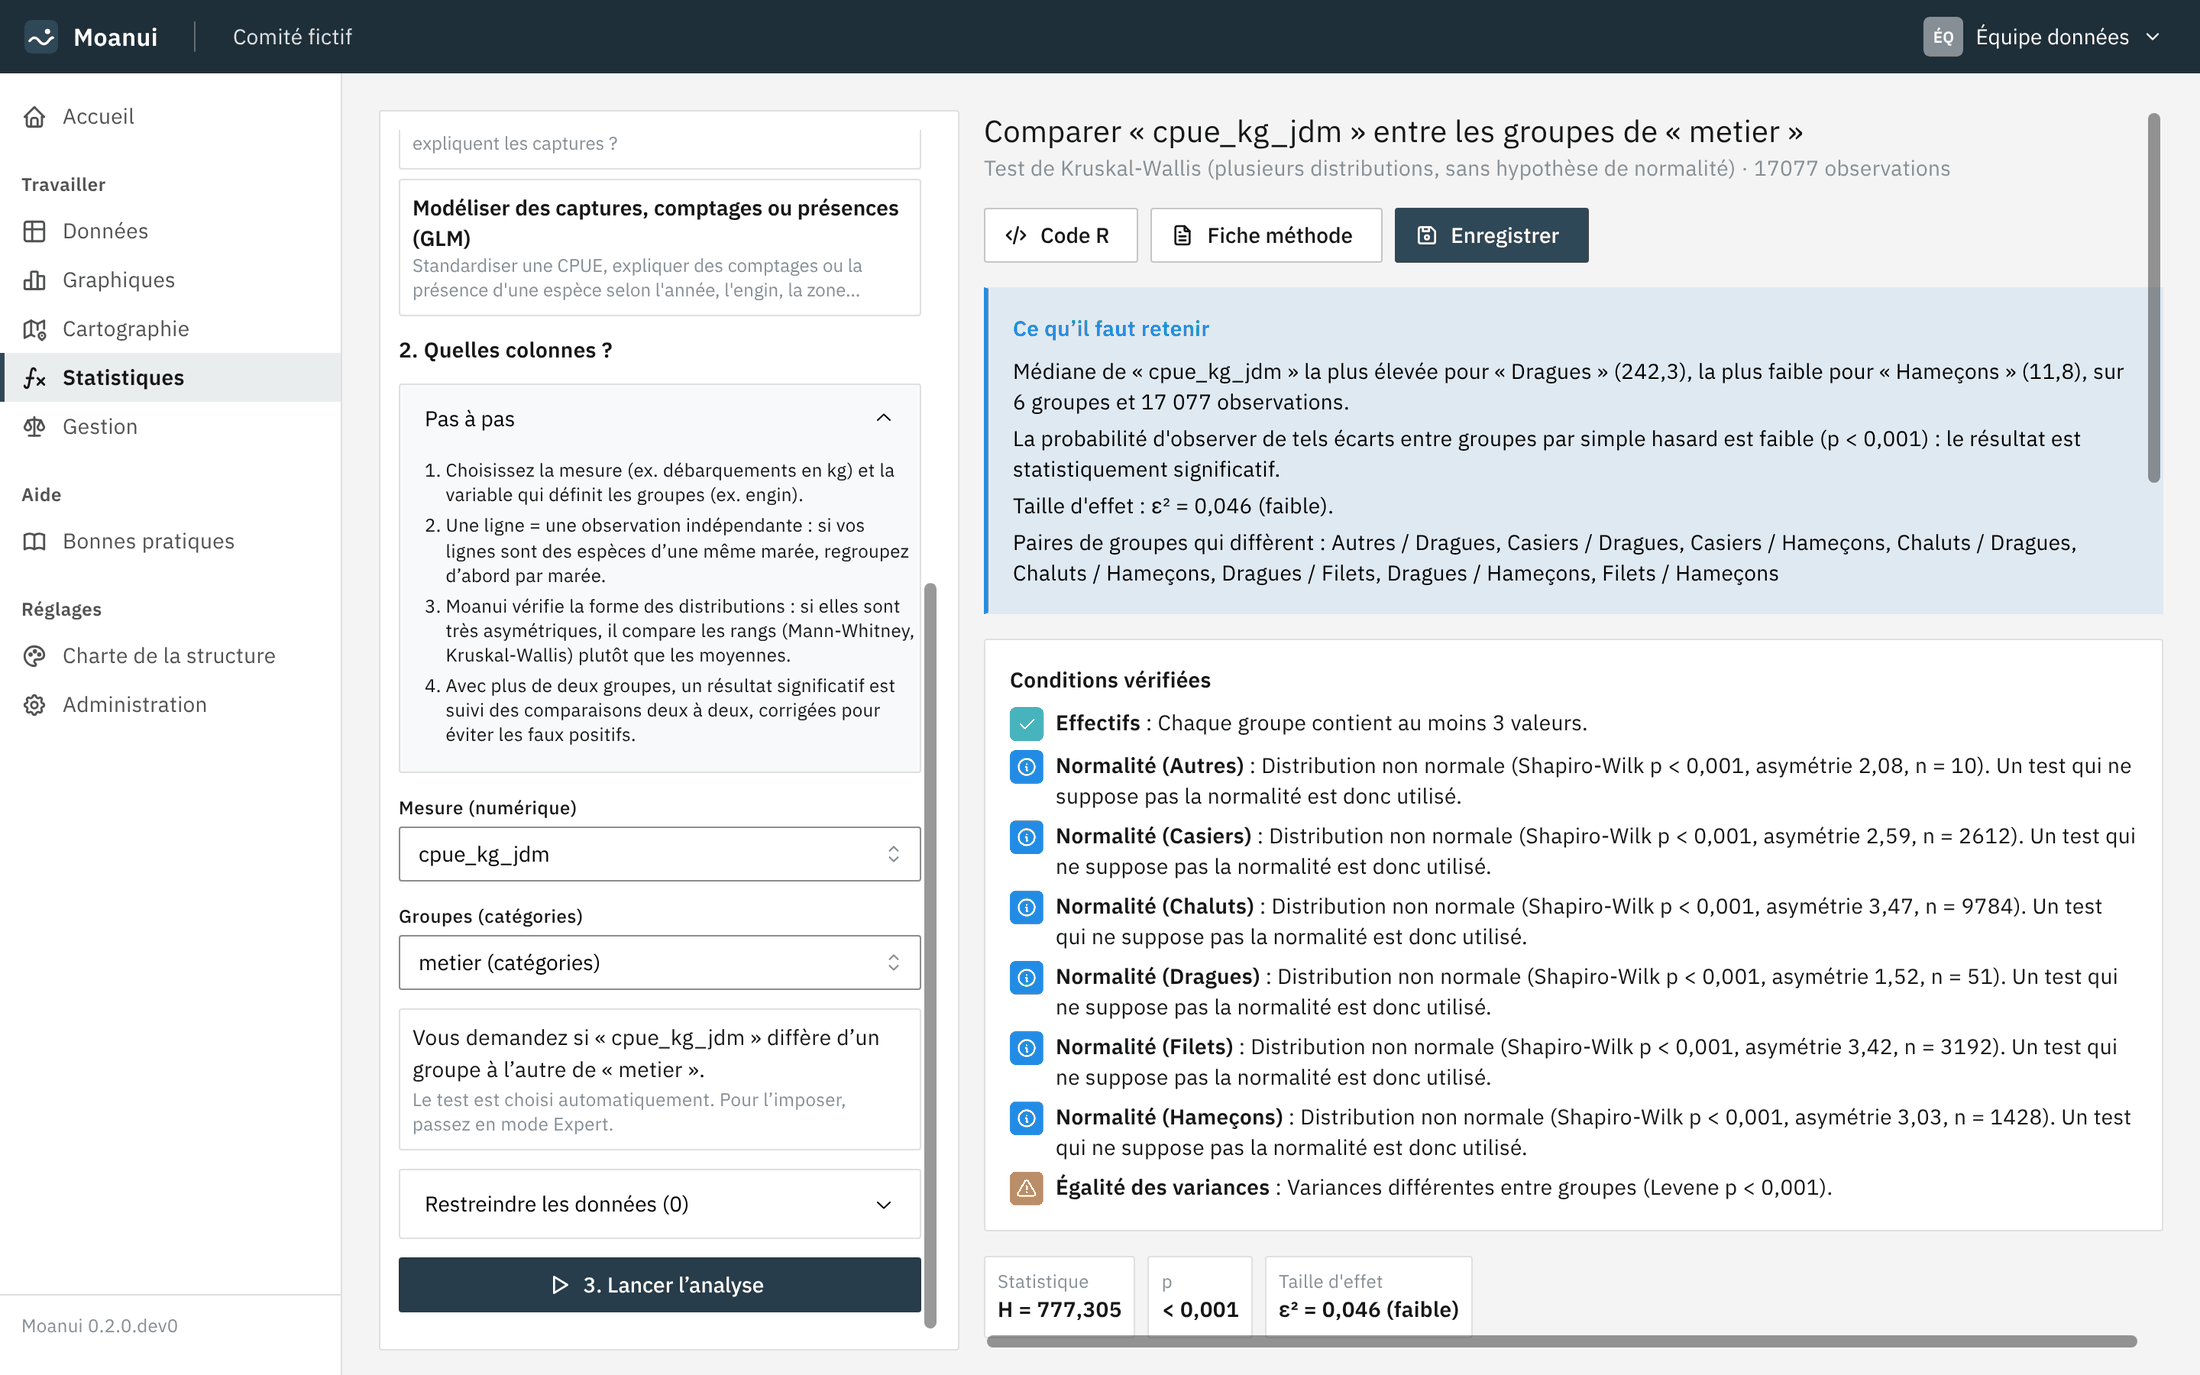 Moanui
Comité fictif
ÉQ
Équipe données
Accueil
Travailler
Données
Graphiques
Cartographie
Statistiques
Gestion
Aide
Bonnes pratiques
Réglages
Charte de la structure
Administration
Moanui 0.2.0.dev0
expliquent les captures ?
Modéliser des captures, comptages ou présences
(GLM)
Standardiser une CPUE, expliquer des comptages ou la
présence d'une espèce selon l'année, l'engin, la zone...
2. Quelles colonnes ?
Pas à pas
1. Choisissez la mesure (ex. débarquements en kg) et la
variable qui définit les groupes (ex. engin).
2. Une ligne = une observation indépendante : si vos
lignes sont des espèces d’une même marée, regroupez
d’abord par marée.
3. Moanui vérifie la forme des distributions : si elles sont
très asymétriques, il compare les rangs (Mann-Whitney,
Kruskal-Wallis) plutôt que les moyennes.
4. Avec plus de deux groupes, un résultat significatif est
suivi des comparaisons deux à deux, corrigées pour
éviter les faux positifs.
Mesure (numérique)
cpue_kg_jdm
Groupes (catégories)
metier (catégories)
Vous demandez si « cpue_kg_jdm » diffère d’un
groupe à l’autre de « metier ».
Le test est choisi automatiquement. Pour l’imposer,
passez en mode Expert.
Restreindre les données (0)
3. Lancer l’analyse
Comparer « cpue_kg_jdm » entre les groupes de « metier »
Test de Kruskal-Wallis (plusieurs distributions, sans hypothèse de normalité) · 17077 observations
Code R
Fiche méthode
Enregistrer
Ce qu’il faut retenir
Médiane de « cpue_kg_jdm » la plus élevée pour « Dragues » (242,3), la plus faible pour « Hameçons » (11,8), sur
6 groupes et 17 077 observations.
La probabilité d'observer de tels écarts entre groupes par simple hasard est faible (p < 0,001) : le résultat est
statistiquement significatif.
Taille d'effet : ε² = 0,046 (faible).
Paires de groupes qui diffèrent : Autres / Dragues, Casiers / Dragues, Casiers / Hameçons, Chaluts / Dragues,
Chaluts / Hameçons, Dragues / Filets, Dragues / Hameçons, Filets / Hameçons
Conditions vérifiées
Effectifs : Chaque groupe contient au moins 3 valeurs.
Normalité (Autres) : Distribution non normale (Shapiro-Wilk p < 0,001, asymétrie 2,08, n = 10). Un test qui ne
suppose pas la normalité est donc utilisé.
Normalité (Casiers) : Distribution non normale (Shapiro-Wilk p < 0,001, asymétrie 2,59, n = 2612). Un test qui
ne suppose pas la normalité est donc utilisé.
Normalité (Chaluts) : Distribution non normale (Shapiro-Wilk p < 0,001, asymétrie 3,47, n = 9784). Un test
qui ne suppose pas la normalité est donc utilisé.
Normalité (Dragues) : Distribution non normale (Shapiro-Wilk p < 0,001, asymétrie 1,52, n = 51). Un test qui
ne suppose pas la normalité est donc utilisé.
Normalité (Filets) : Distribution non normale (Shapiro-Wilk p < 0,001, asymétrie 3,42, n = 3192). Un test qui
ne suppose pas la normalité est donc utilisé.
Normalité (Hameçons) : Distribution non normale (Shapiro-Wilk p < 0,001, asymétrie 3,03, n = 1428). Un test
qui ne suppose pas la normalité est donc utilisé.
Égalité des variances : Variances différentes entre groupes (Levene p < 0,001).
Statistique
H = 777,305
p
< 0,001
Taille d'effet
ε² = 0,046 (faible)